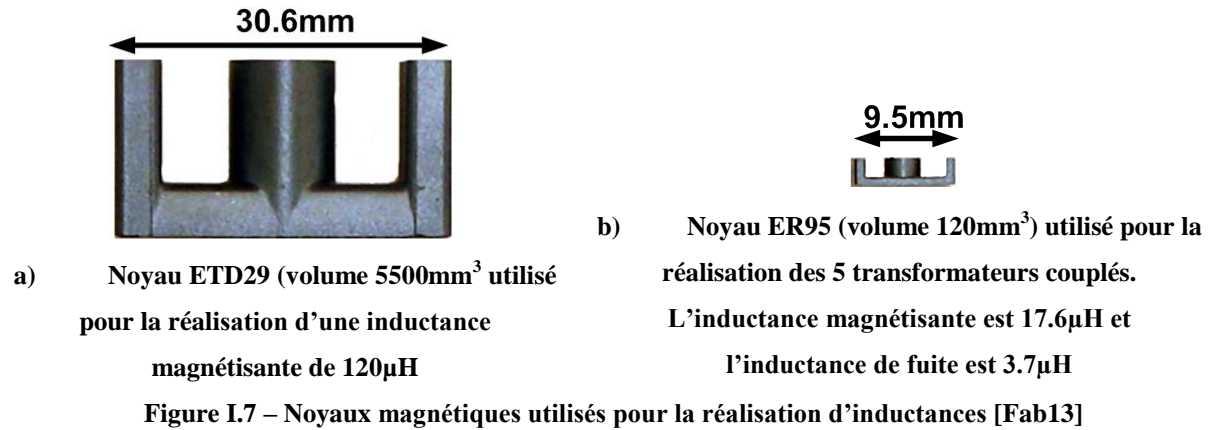 30.6mm
9.5mm
a) Noyau ETD29 (volume 5500mm³ utilisé
pour la réalisation d'une inductance
magnétisante de 120µH
b) Noyau ER95 (volume 120mm³) utilisé pour la
réalisation des 5 transformateurs couplés.
L'inductance magnétisante est 17.6µH et
l'inductance de fuite est 3.7µH
Figure I.7 – Noyaux magnétiques utilisés pour la réalisation d'inductances [Fab13]